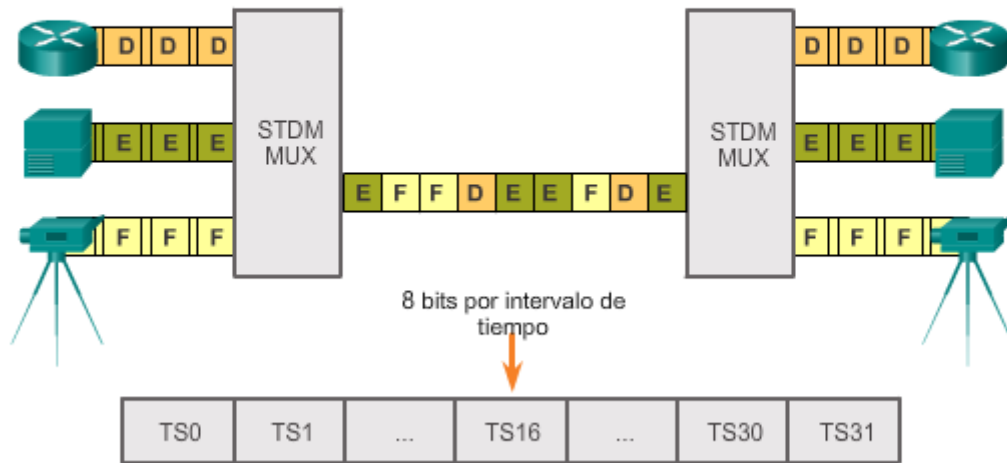 D D D
STDM
MUX
STDM
MUX
D D D
E E E
E E E
E F F D E E F D E
F F F
F F F
8 bits por intervalo de
tiempo
TS0 TS1 ... TS16 ... TS30 TS31